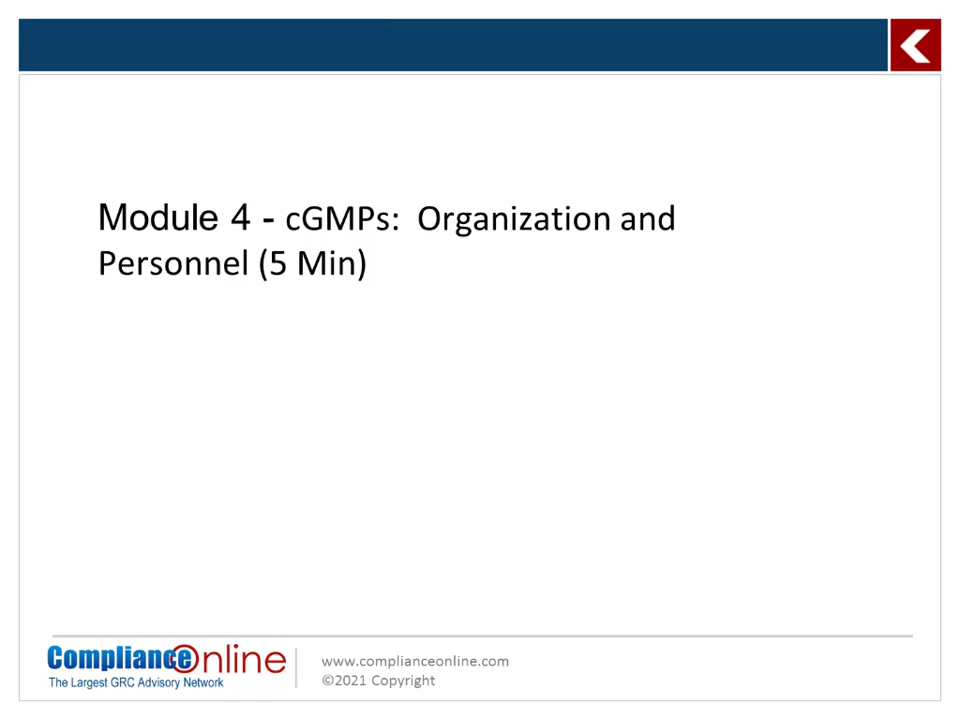 Module 4 - cGMPs:  Organization and
Personnel (5 Min)
ComplianceOnline
The Largest GRC Advisory Network
www.complianceonline.com
©2021 Copyright